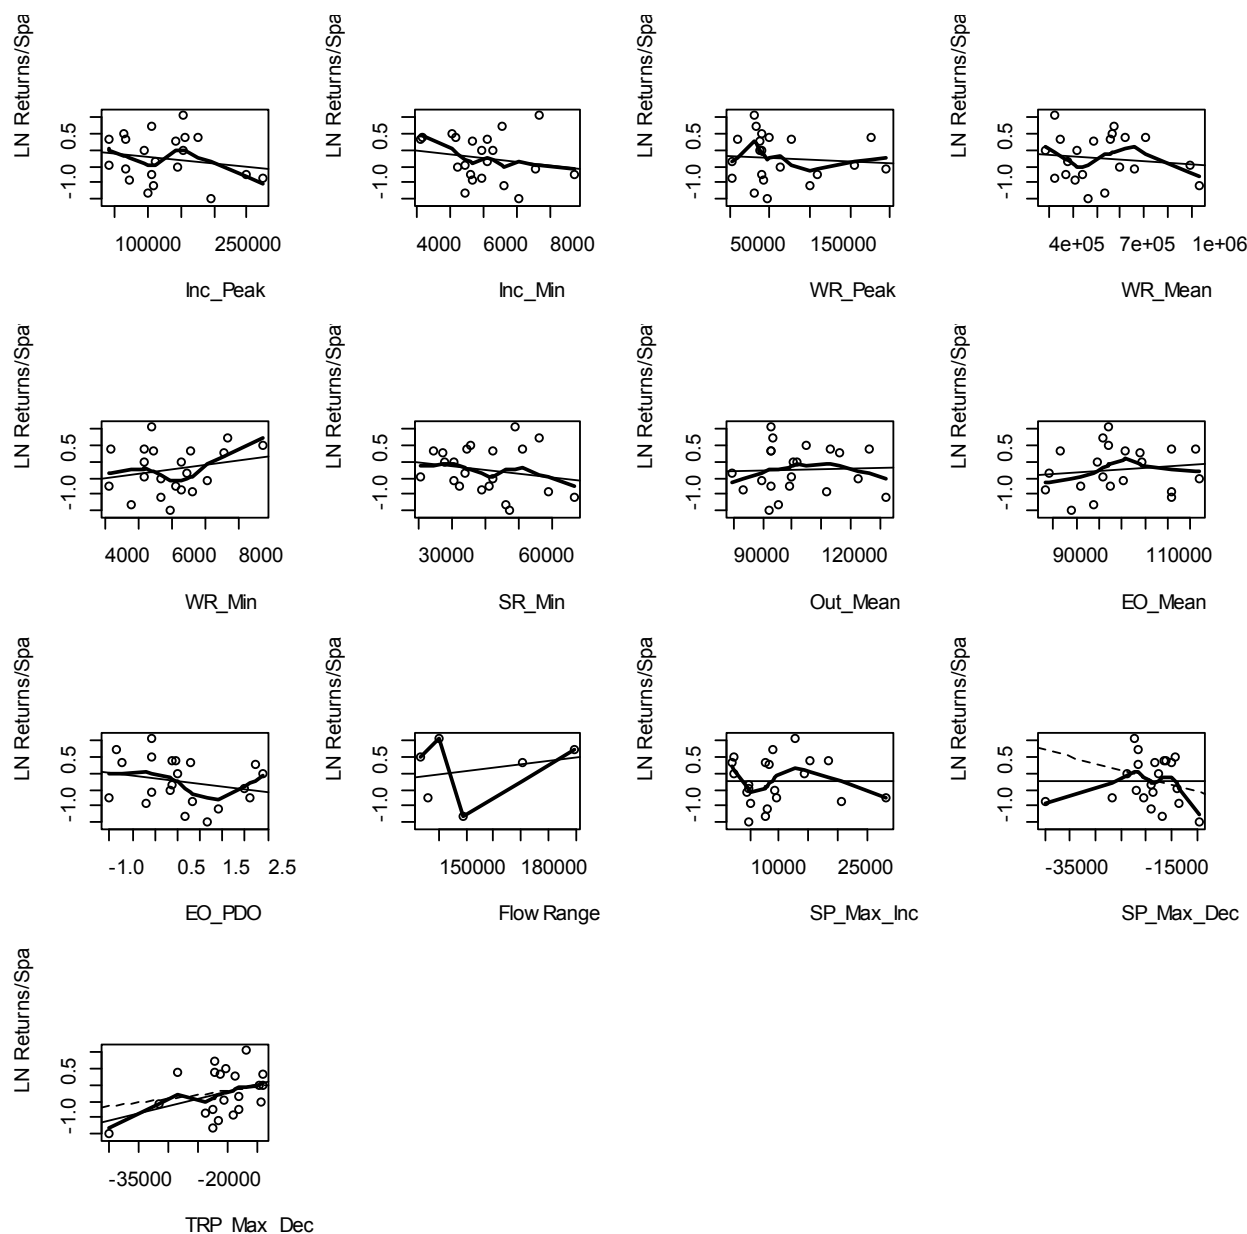 LN Returns/Spa LN Returns/Spa LN Returns/Spa LN Returns/Spa
-1.0 0.5 -1.0 0.5 -1.0 0.5 -1.0 0.5
100000 250000 4000 6000 8000 50000 150000 4e+05 7e+05 1e+06
Inc_Peak Inc_Min WR_Peak WR_Mean
LN Returns/Spa LN Returns/Spa LN Returns/Spa LN Returns/Spa
-1.0 0.5 -1.0 0.5 -1.0 0.5 -1.0 0.5
4000 6000 8000 30000 60000 90000 120000 90000 110000
WR_Min SR_Min Out_Mean EO_Mean
LN Returns/Spa LN Returns/Spa LN Returns/Spa LN Returns/Spa
-1.0 0.5 -1.0 0.5 -1.0 0.5 -1.0 0.5
-1.0 0.5 1.5 2.5 150000 180000 10000 25000 -35000 -15000
EO_PDO Flow Range SP_Max_Inc SP_Max_Dec
LN Returns/Spa
-1.0 0.5
-35000 -20000
TRP_Max_Dec